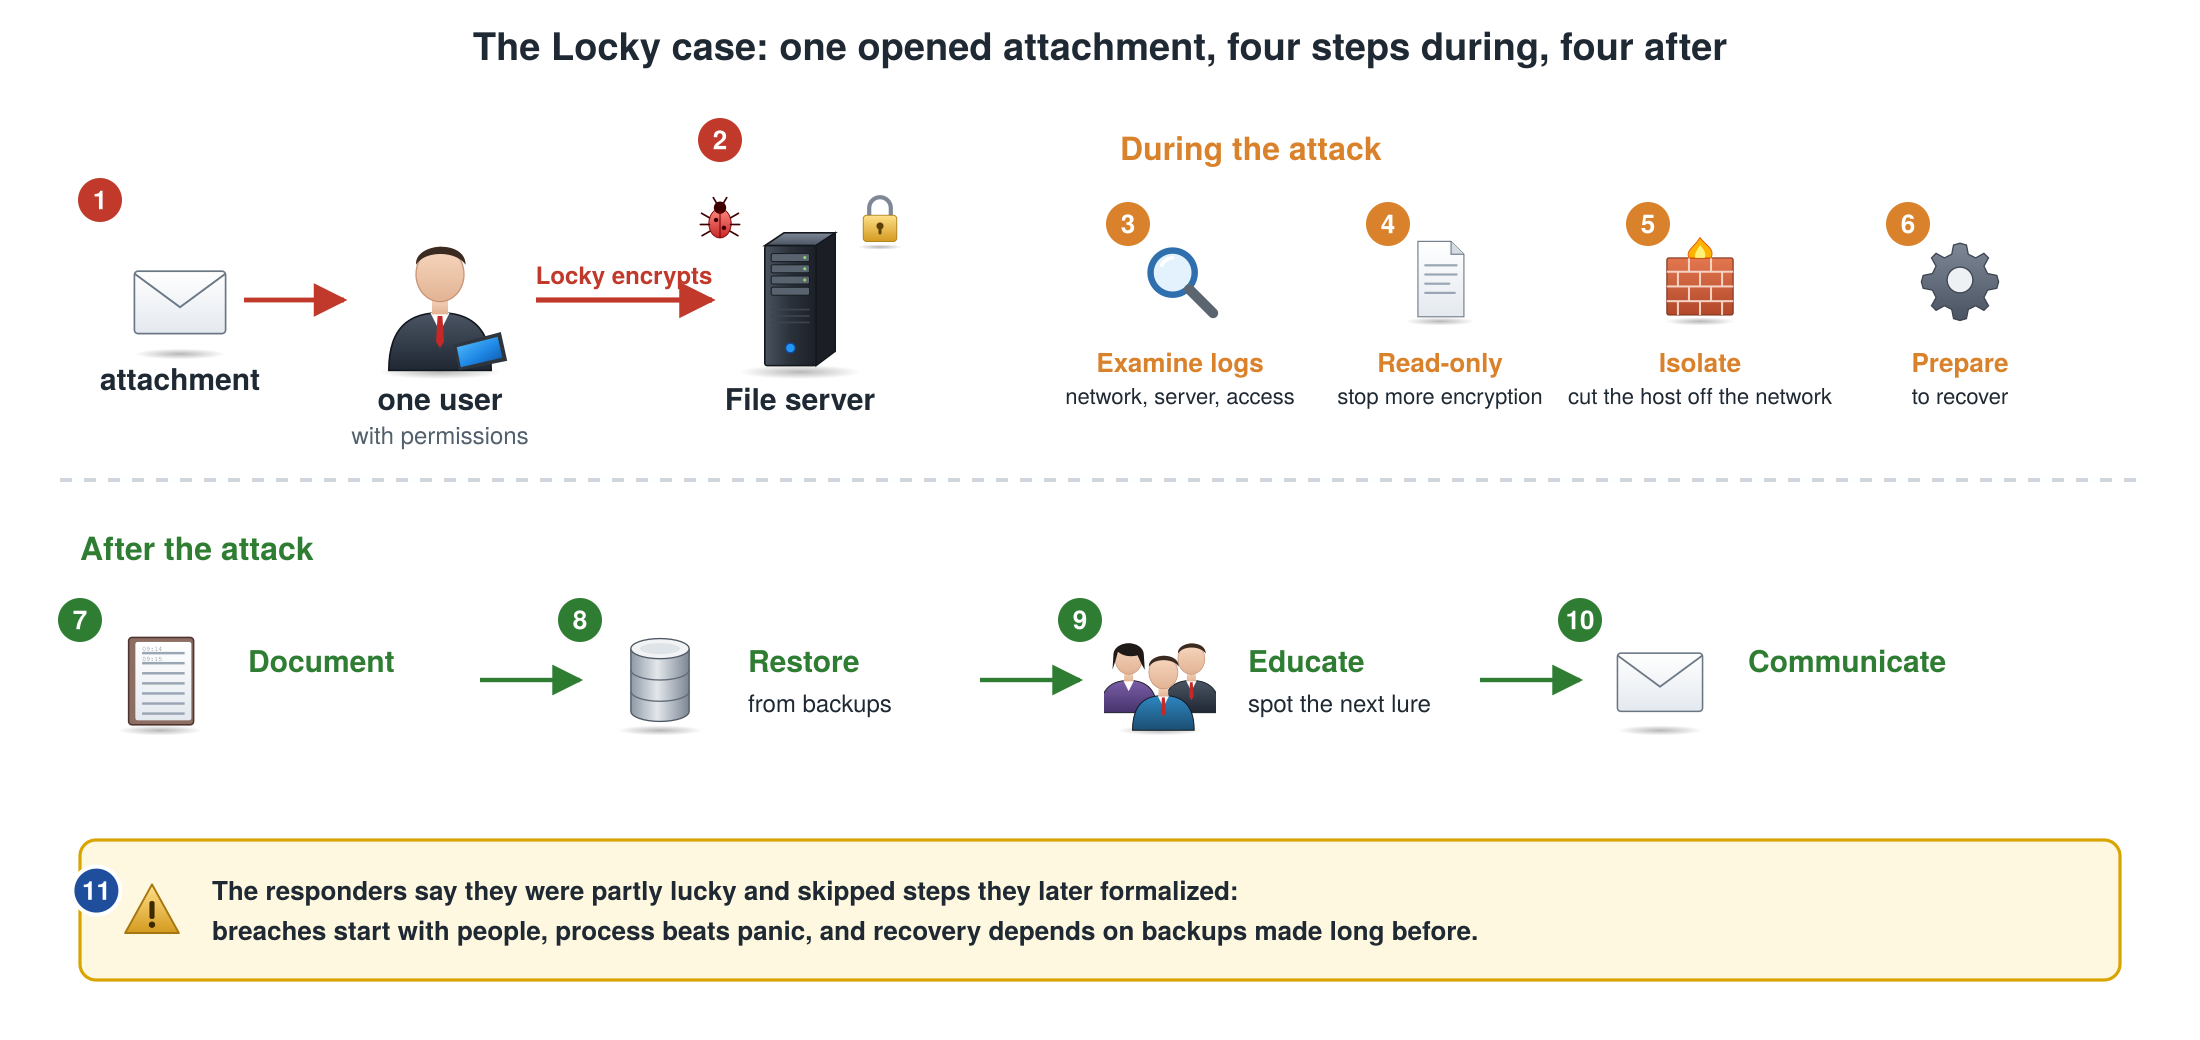 The Locky case: one opened attachment, four steps during, four after
1
attachment
one user
with permissions
Locky encrypts
2
File server
During the attack
3
Examine logs
network, server, access
4
Read-only
stop more encryption
5
Isolate
cut the host off the network
6
Prepare
to recover
After the attack
7
09:14
09:15
Document
8
Restore
from backups
9
Educate
spot the next lure
10
Communicate
11
The responders say they were partly lucky and skipped steps they later formalized:
breaches start with people, process beats panic, and recovery depends on backups made long before.